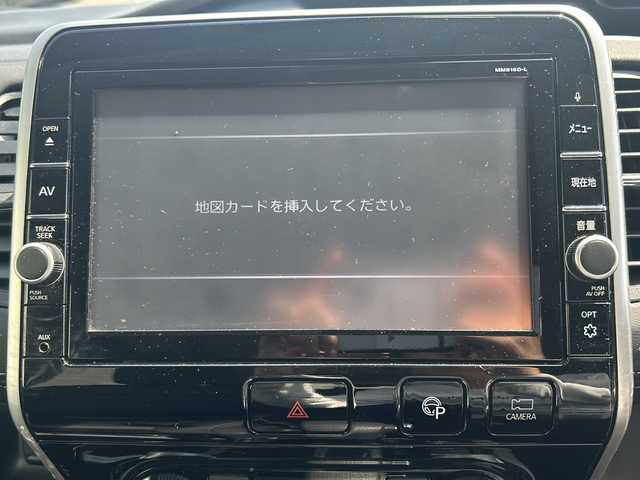 MM516D-L
OPEN
AV
TRACK
SEEK
PUSH
SOURCE
AUX
地図カードを挿入してください。
メニュー
現在地
音量
PUSH
AV OFF
OPT
P
CAMERA